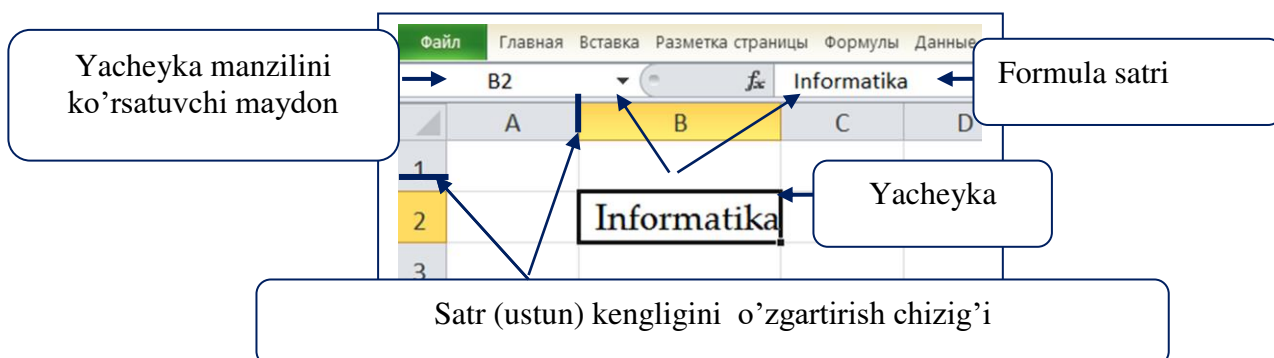 Файл Главная Вставка Разметка страницы Формулы Данные
Yacheyka manzilini
ko’rsatuvchi maydon
B2 fx Informatika
Formula satri
A B C D
1
Yacheyka
2 Informatika
3
Satr (ustun) kengligini o’zgartirish chizig’i